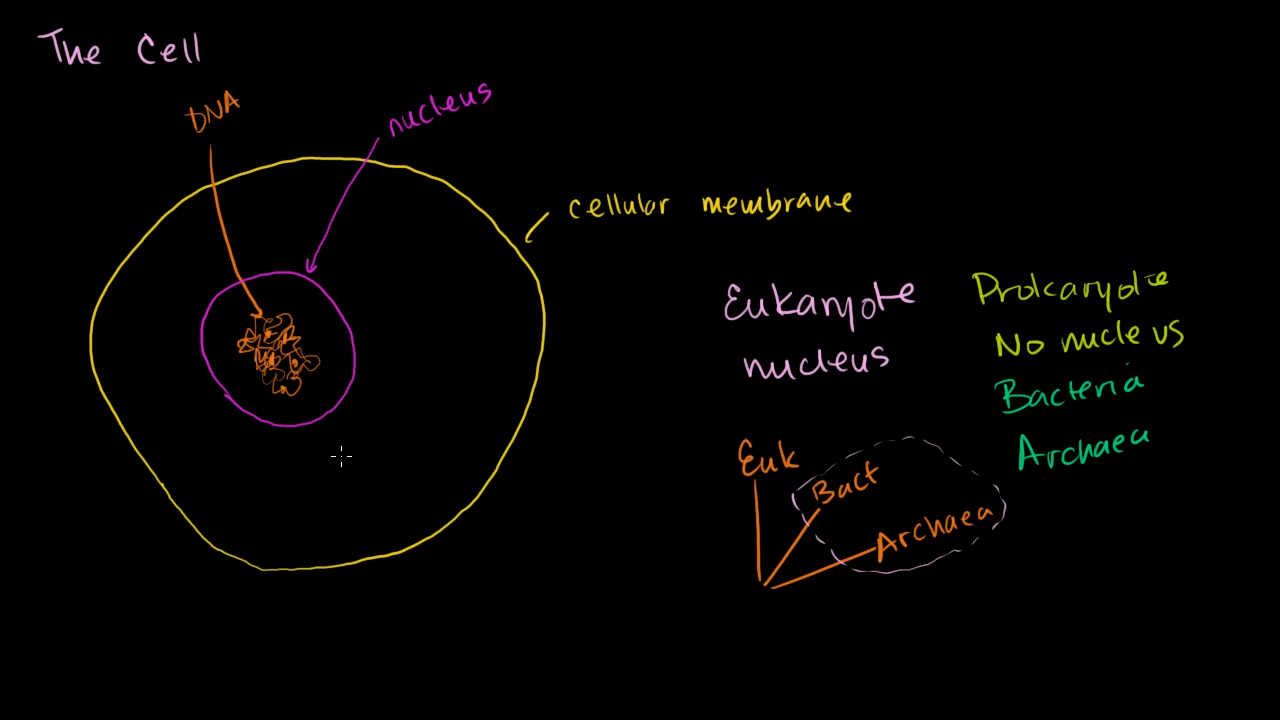 The Cell
DNA
nucleus
cellular membrane
Eukaryote
nucleus
Prokaryote
No nucleus
Bacteria
Archaea
Euk
Bact
Archaea